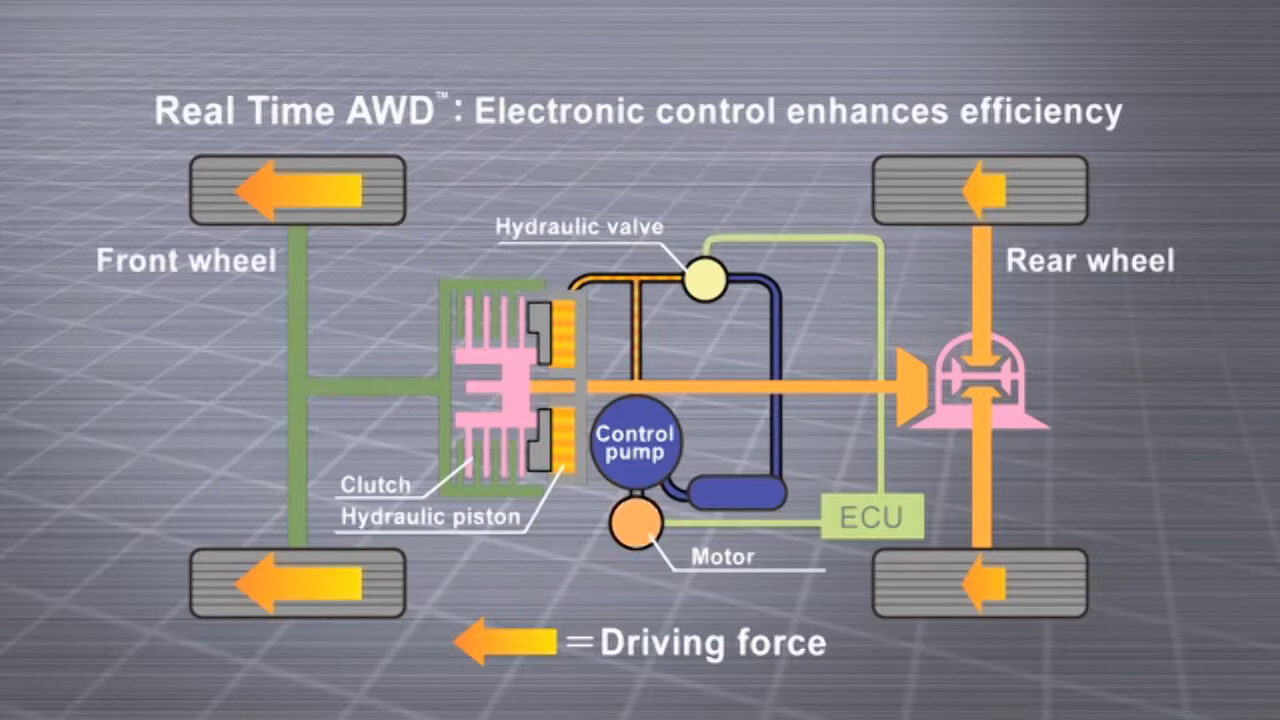 Real Time AWD™: Electronic control enhances efficiency
Hydraulic valve
Front wheel
Rear wheel
Control
pump
Clutch
Hydraulic piston
ECU
Motor
=Driving force